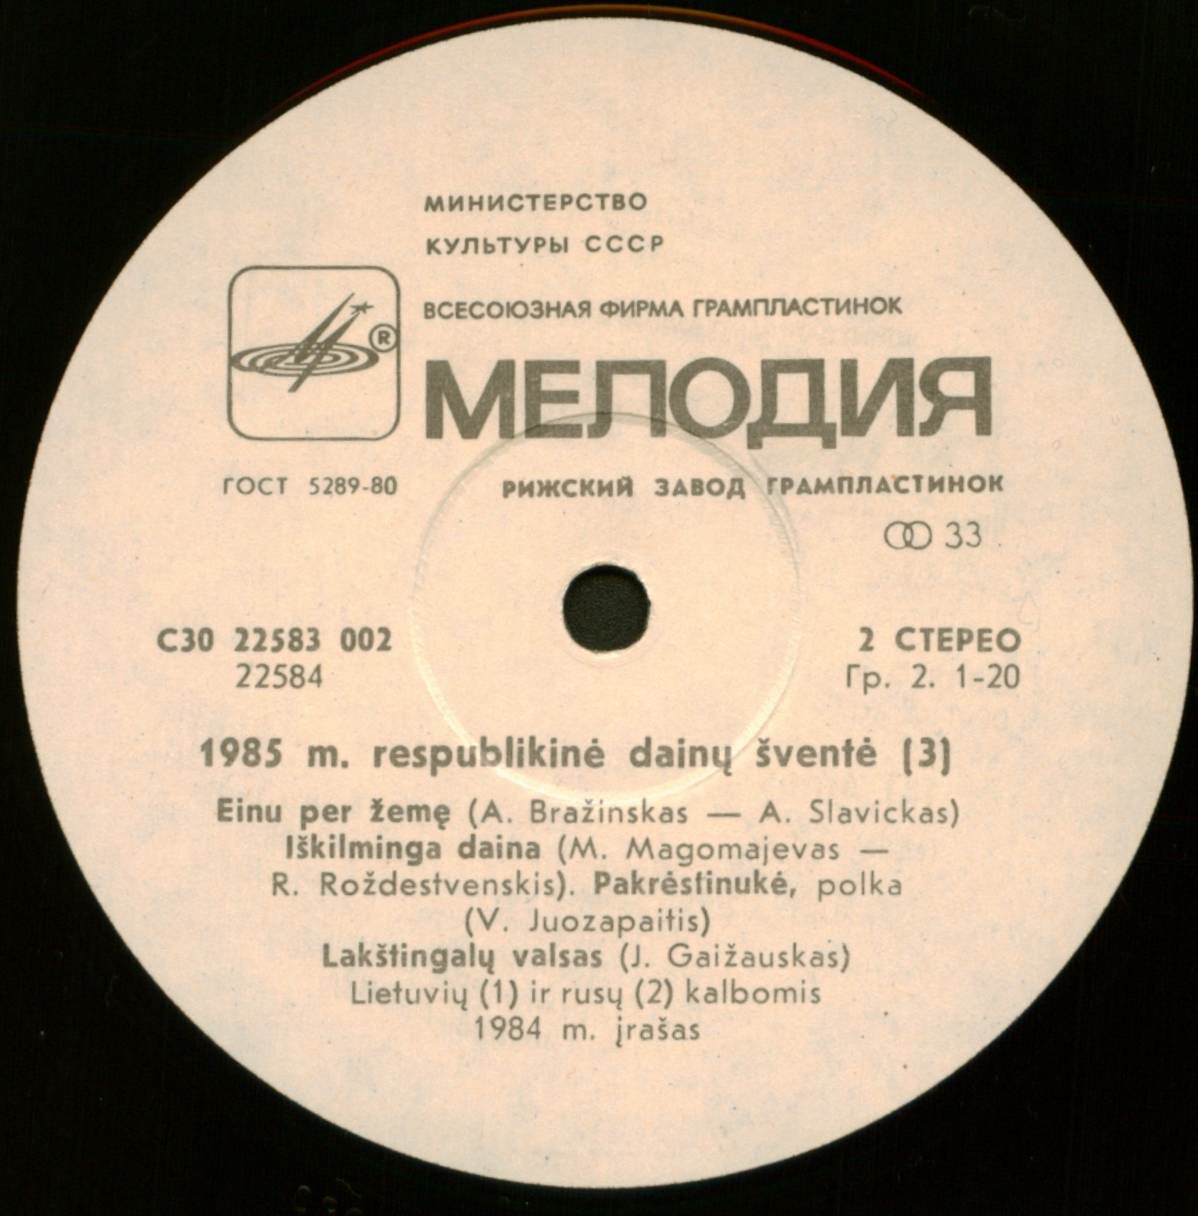 МИНИСТЕРСТВО
КУЛЬТУРЫ СССР
ВСЕСОЮЗНАЯ ФИРМА ГРАМПЛАСТИНОК
®
МЕЛОДИЯ
ГОСТ 5289-80
РИЖСКИЙ ЗАВОД ГРАМПЛАСТИНОК
33
С30 22583 002
2 СТЕРЕО
22584
Гр. 2. 1-20
1985 m. respublikinė dainų šventė (3)
Einu per žemę (A. Bražinskas — A. Slavickas)
Iškilminga daina (M. Magomajevas —
R. Roždestvenskis). Pakrėstinukė, polka
(V. Juozapaitis)
Lakštingalų valsas (J. Gaižauskas)
Lietuvių (1) ir rusų (2) kalbomis
1984 m. įrašas